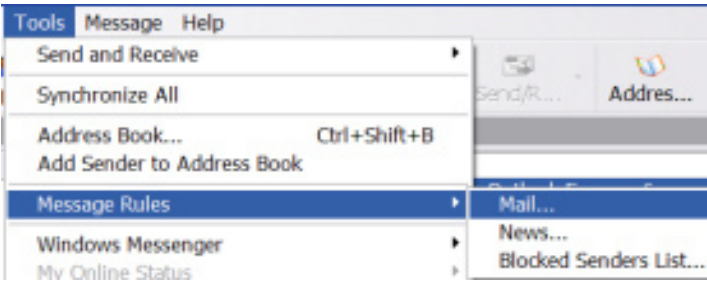 Tools Message Help
Send and Receive
Synchronize All
Address Book... Ctrl+Shift+B
Add Sender to Address Book
Message Rules
Windows Messenger
My Online Status
Send/R...
Addres...
Mail...
News...
Blocked Senders List...